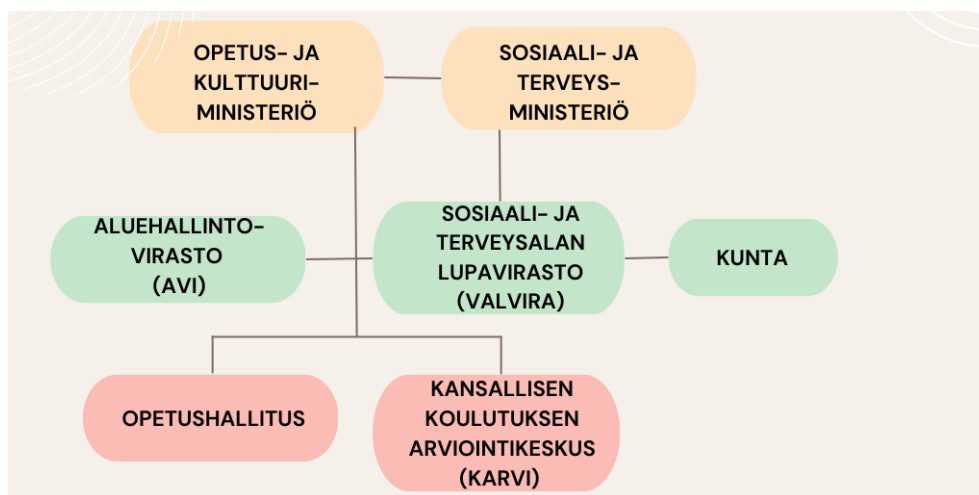 OPETUS- JA
KULTTUURI-
MINISTERIÖ
SOSIAALI- JA
TERVEYS-
MINISTERIÖ
ALUEHALLINTO-
VIRASTO
(AVI)
SOSIAALI- JA
TERVEYSALAN
LUPAVIRASTO
(VALVIRA)
KUNTA
OPETUSHALLITUS
KANSALLISEN
KOULUTUKSEN
ARVIOINTIKESKUS
(KARVI)